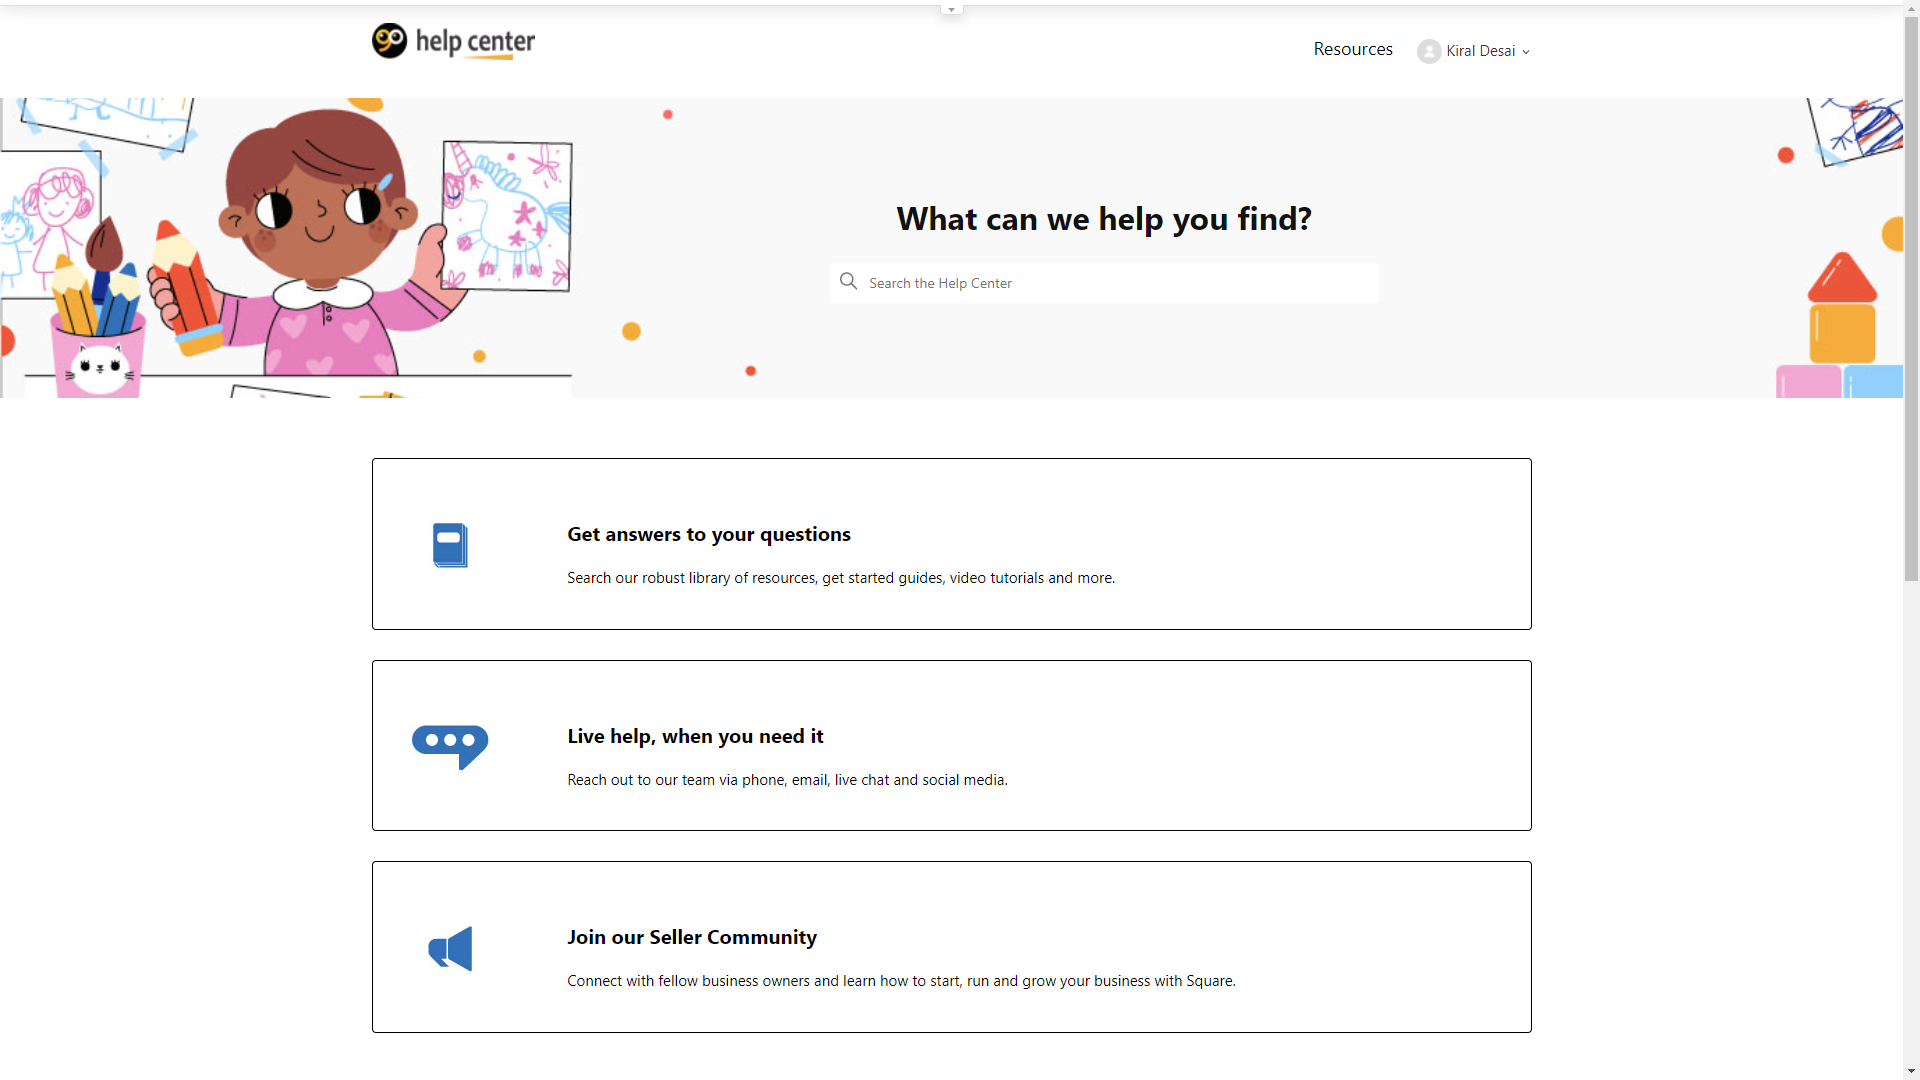 go help center
Resources
Kiral Desai
What can we help you find?
Search the Help Center
Get answers to your questions
Search our robust library of resources, get started guides, video tutorials and more.
Live help, when you need it
Reach out to our team via phone, email, live chat and social media.
Join our Seller Community
Connect with fellow business owners and learn how to start, run and grow your business with Square.